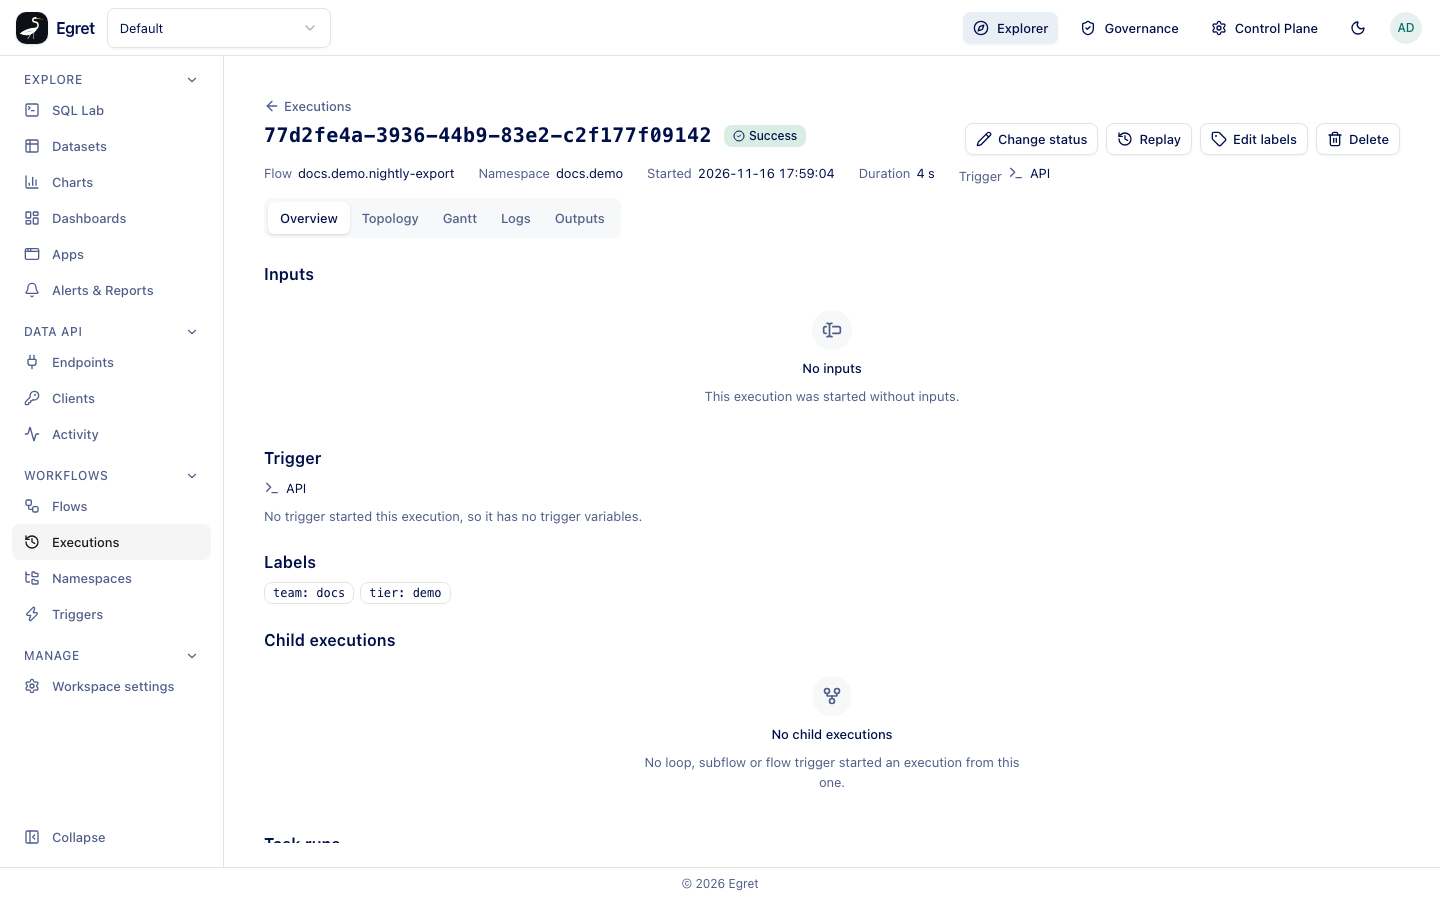 Egret
Default
Explorer
Governance
Control Plane
AD
EXPLORE
SQL Lab
Datasets
Charts
Dashboards
Apps
Alerts & Reports
DATA API
Endpoints
Clients
Activity
WORKFLOWS
Flows
Executions
Namespaces
Triggers
MANAGE
Workspace settings
Collapse
Executions
77d2fe4a-3936-44b9-83e2-c2f177f09142 Success
Change status Replay Edit labels Delete
Flow docs.demo.nightly-export Namespace docs.demo Started 2026-11-16 17:59:04 Duration 4 s Trigger API
Overview Topology Gantt Logs Outputs
Inputs
No inputs
This execution was started without inputs.
Trigger
API
No trigger started this execution, so it has no trigger variables.
Labels
team: docs tier: demo
Child executions
No child executions
No loop, subflow or flow trigger started an execution from this
one.
Task runs
© 2026 Egret